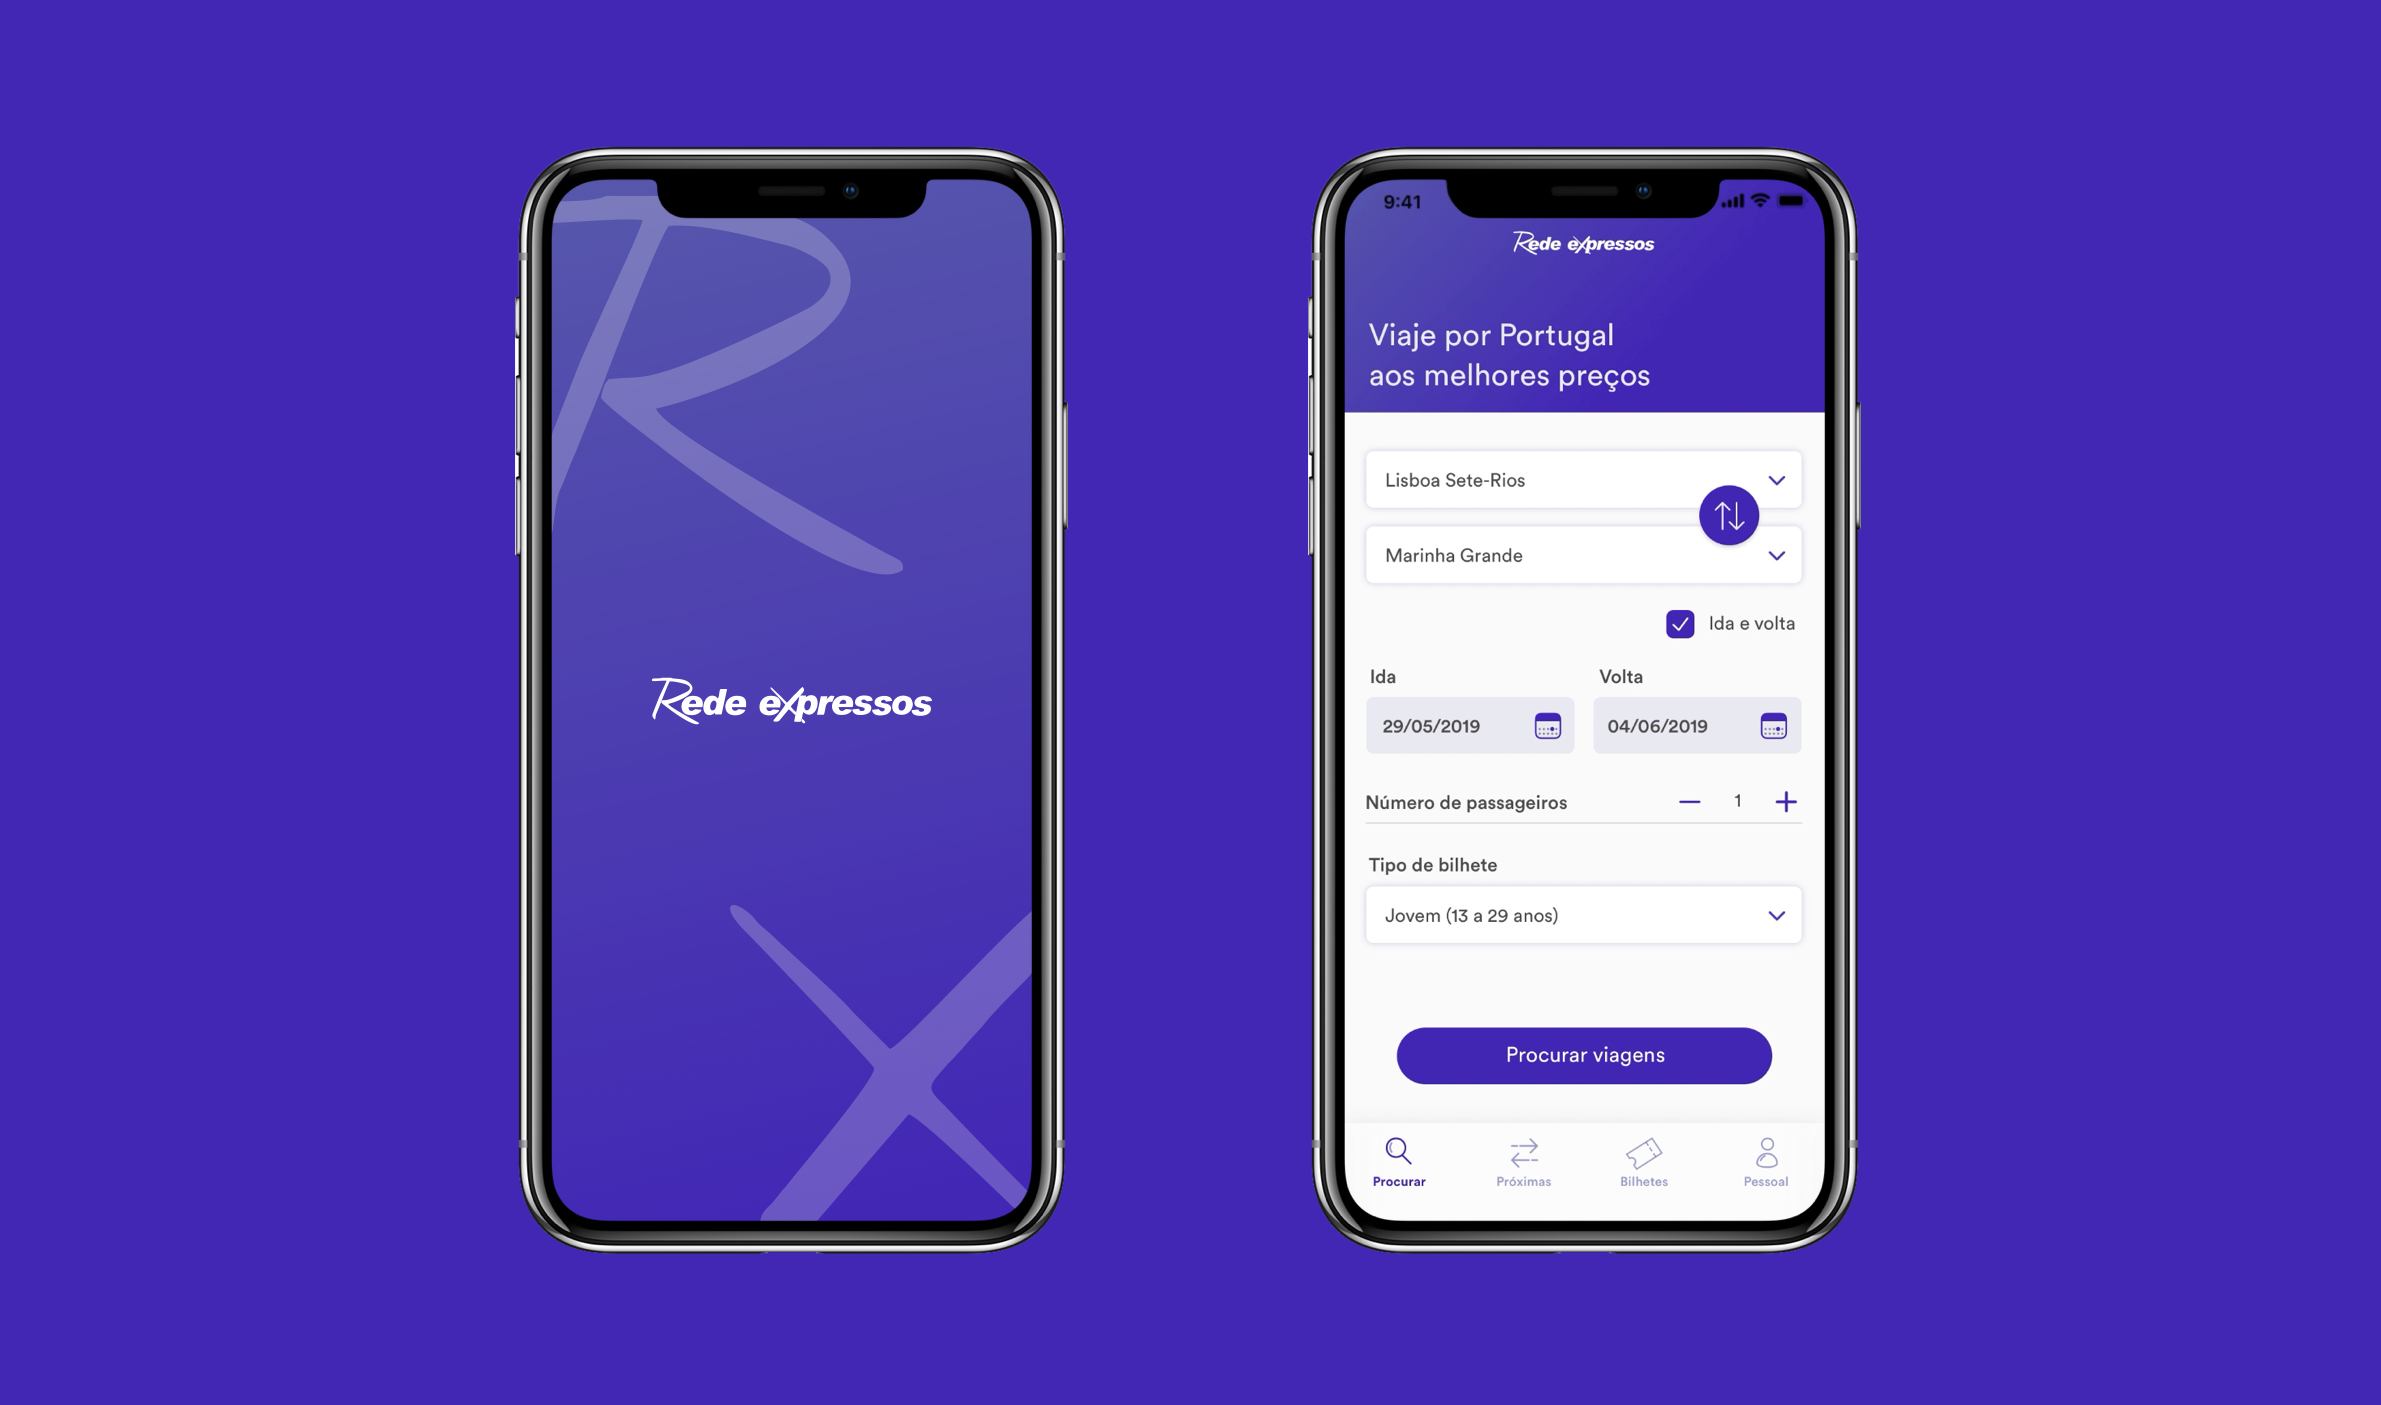 Rede expressos
9:41
Rede expressos
Viaje por Portugal
aos melhores preços
Lisboa Sete-Rios
Marinha Grande
Ida e volta
Ida
Volta
29/05/2019
04/06/2019
Número de passageiros
1
Tipo de bilhete
Jovem (13 a 29 anos)
Procurar viagens
Procurar
Próximas
Bilhetes
Pessoal